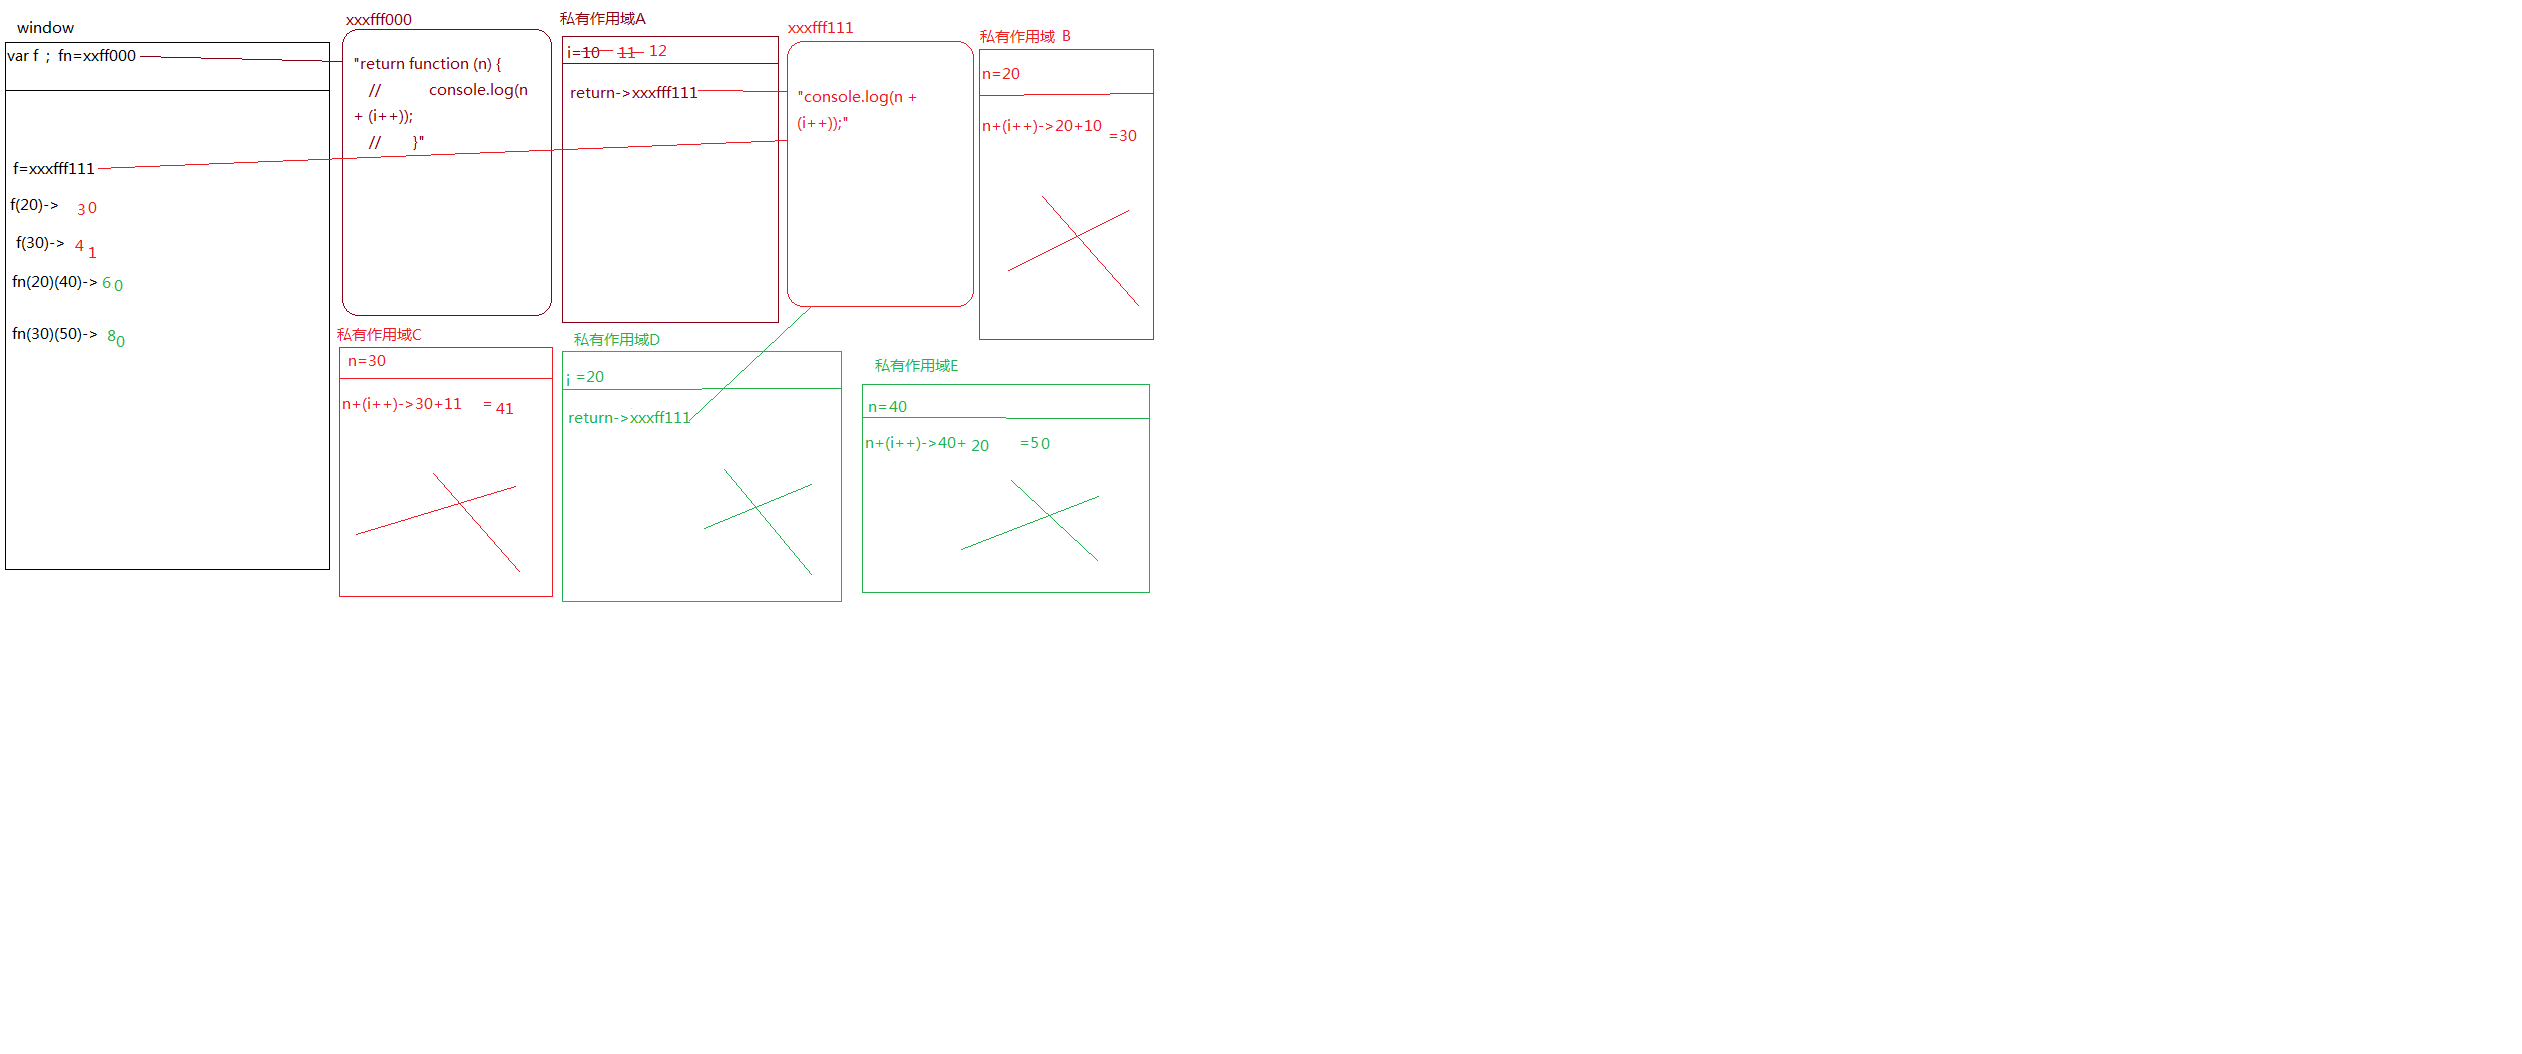 window
var f ; fn=xxff000
f=xxxfff111
f(20)-> 30
f(30)-> 41
fn(20)(40)-> 60
fn(30)(50)-> 80
xxxfff000
"return function (n) {
// console.log(n
+ (i++));
// }"
私有作用域A
i=10 11 12
return->xxxfff111
xxxfff111
"console.log(n +
(i++));"
私有作用域 B
n=20
n+(i++)->20+10 =30
私有作用域C
n=30
n+(i++)->30+11 = 41
私有作用域D
i =20
return->xxxff111
私有作用域E
n=40
n+(i++)->40+ 20 =50